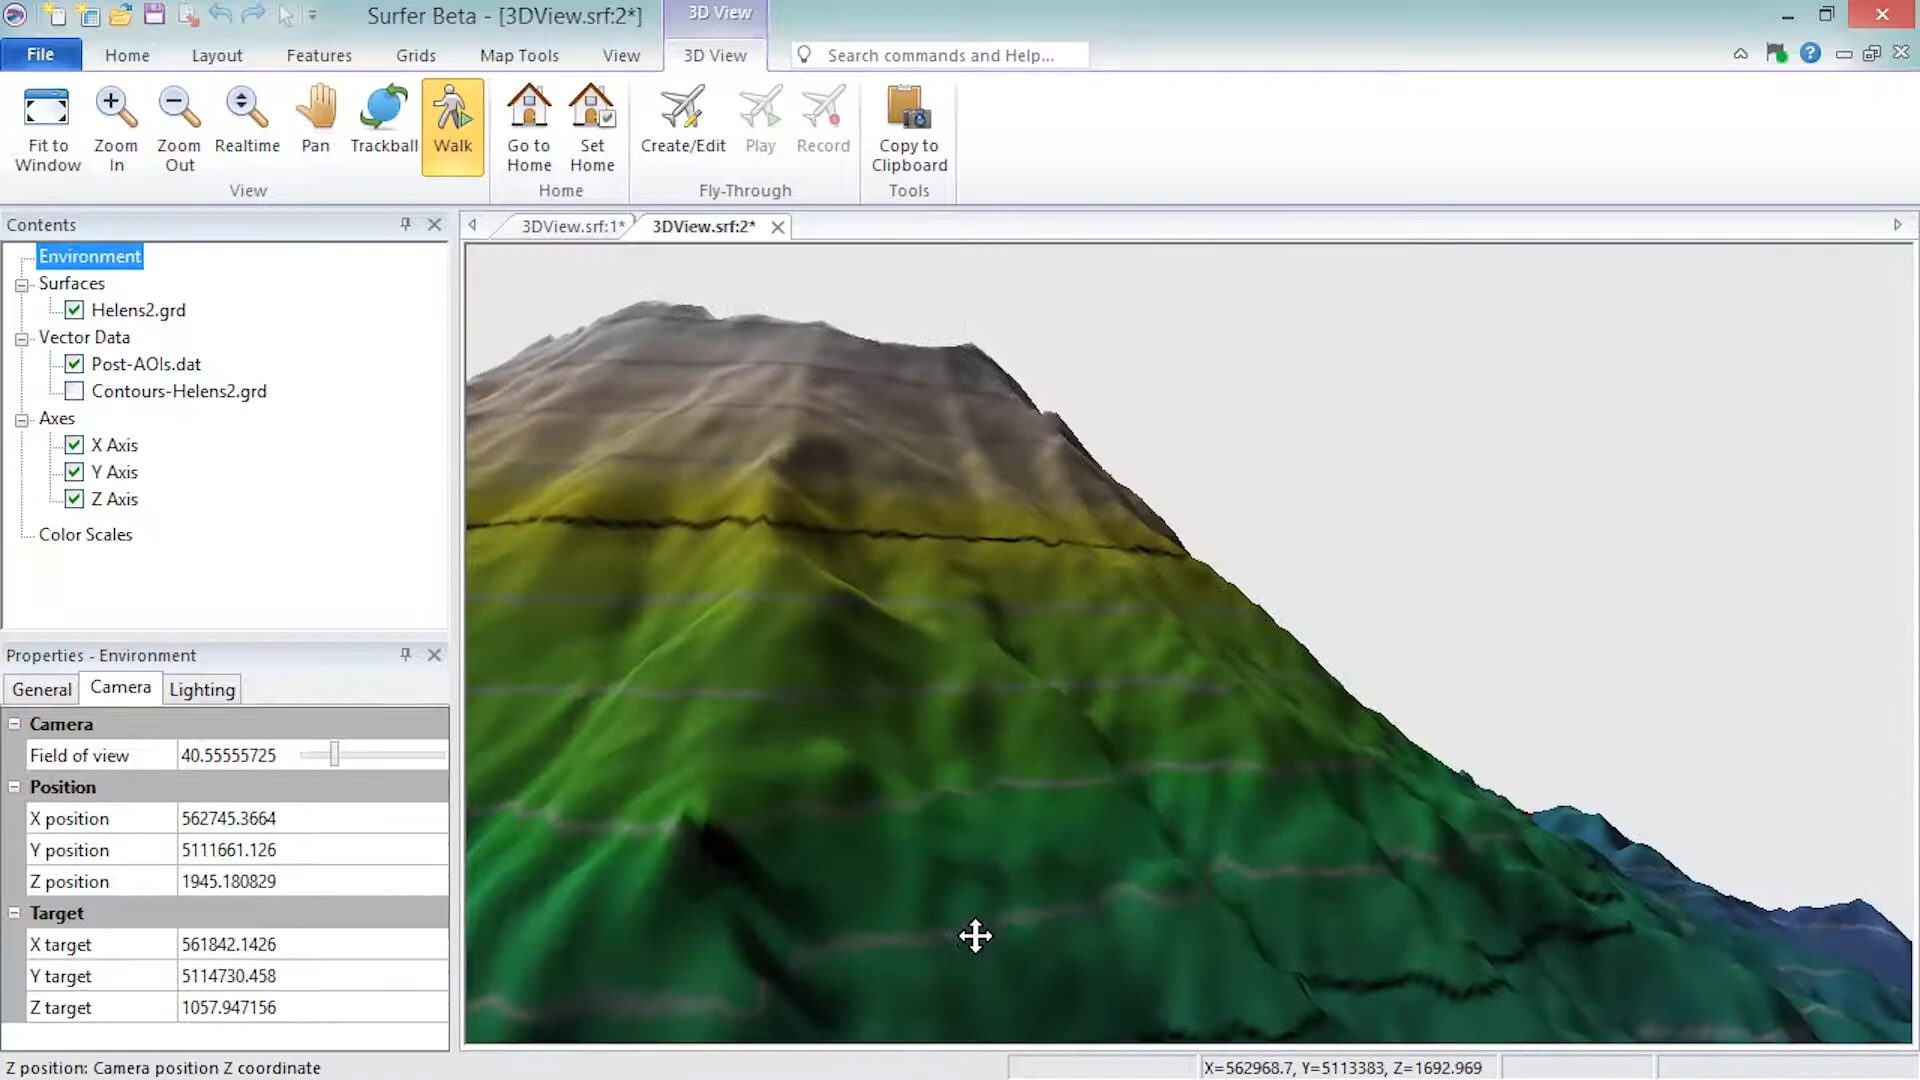 Surfer Beta - [3DView.srf:2*]
3D View
File
Home
Layout
Features
Grids
Map Tools
View
3D View
Search commands and Help...
Fit to Window
Zoom In
Zoom Out
Realtime
Pan
Trackball
Walk
Go to Home
Set Home
Create/Edit
Play
Record
Copy to Clipboard
View
Home
Fly-Through
Tools
Contents
3DView.srf:1*
3DView.srf:2*
Environment
Surfaces
Helens2.grd
Vector Data
Post-AOIs.dat
Contours-Helens2.grd
Axes
X Axis
Y Axis
Z Axis
Color Scales
Properties - Environment
General
Camera
Lighting
Camera
Field of view 40.55555725
Position
X position 562745.3664
Y position 5111661.126
Z position 1945.180829
Target
X target 561842.1426
Y target 5114730.458
Z target 1057.947156
Z position: Camera position Z coordinate
X=562968.7, Y=5113383, Z=1692.969